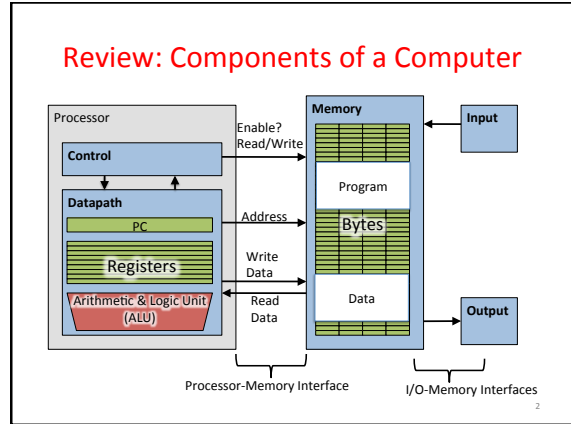 Review: Components of a Computer
Processor
Control
Datapath
PC
Registers
Arithmetic & Logic Unit
(ALU)
Enable?
Read/Write
Address
Write
Data
Read
Data
Memory
Program
Bytes
Data
Input
Output
Processor-Memory Interface
I/O-Memory Interfaces
2